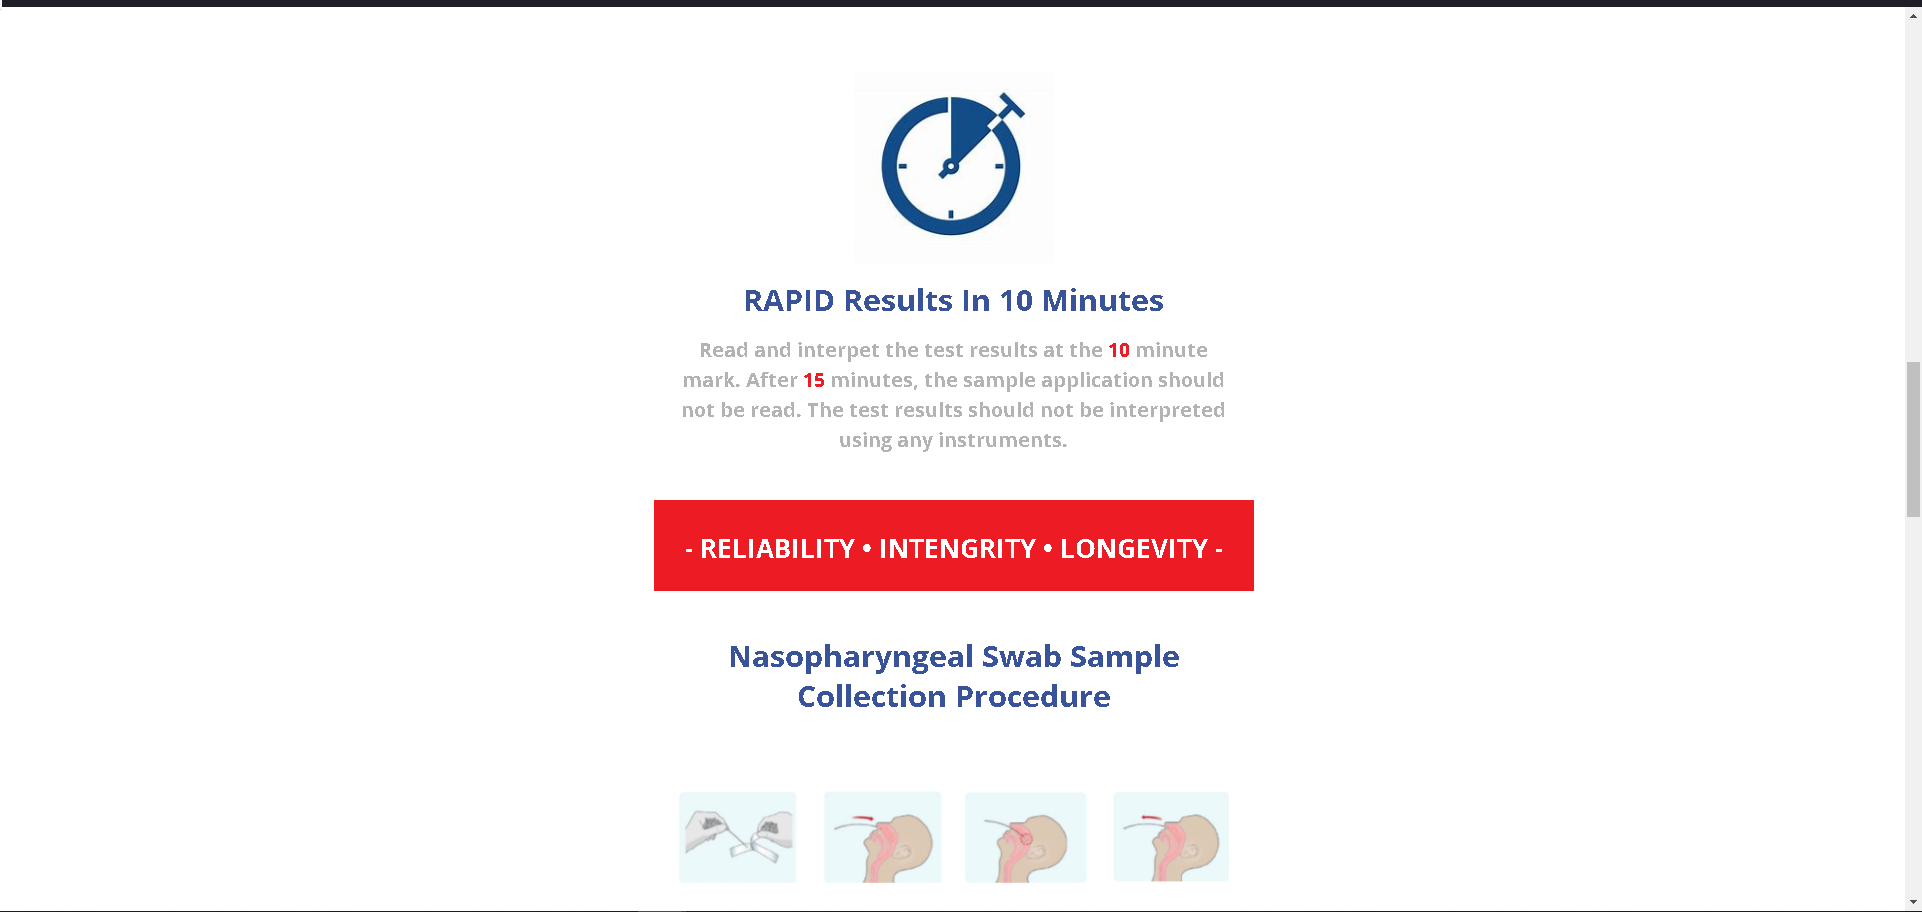 RAPID Results In 10 Minutes
Read and interpet the test results at the 10 minute
mark. After 15 minutes, the sample application should
not be read. The test results should not be interpreted
using any instruments.
- RELIABILITY • INTENGRITY • LONGEVITY -
Nasopharyngeal Swab Sample
Collection Procedure